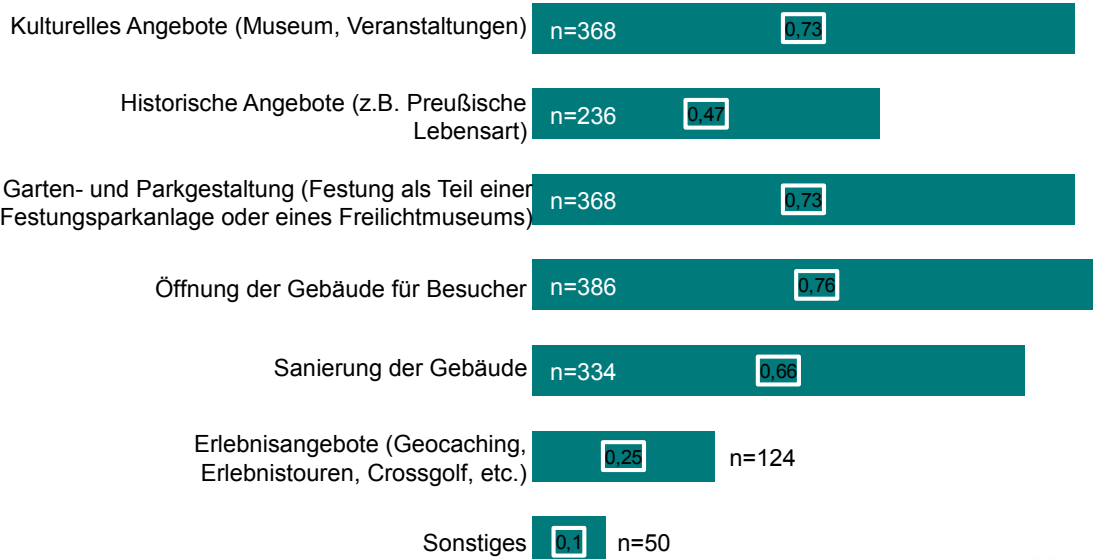 Kulturelles Angebote (Museum, Veranstaltungen) n=368 0,73
Historische Angebote (z.B. Preußische
Lebensart) n=236 0,47
Garten- und Parkgestaltung (Festung als Teil einer
Festungsparkanlage oder eines Freilichtmuseums) n=368 0,73
Öffnung der Gebäude für Besucher n=386 0,76
Sanierung der Gebäude n=334 0,66
Erlebnisangebote (Geocaching,
Erlebnistouren, Crossgolf, etc.) 0,25 n=124
Sonstiges 0,1 n=50